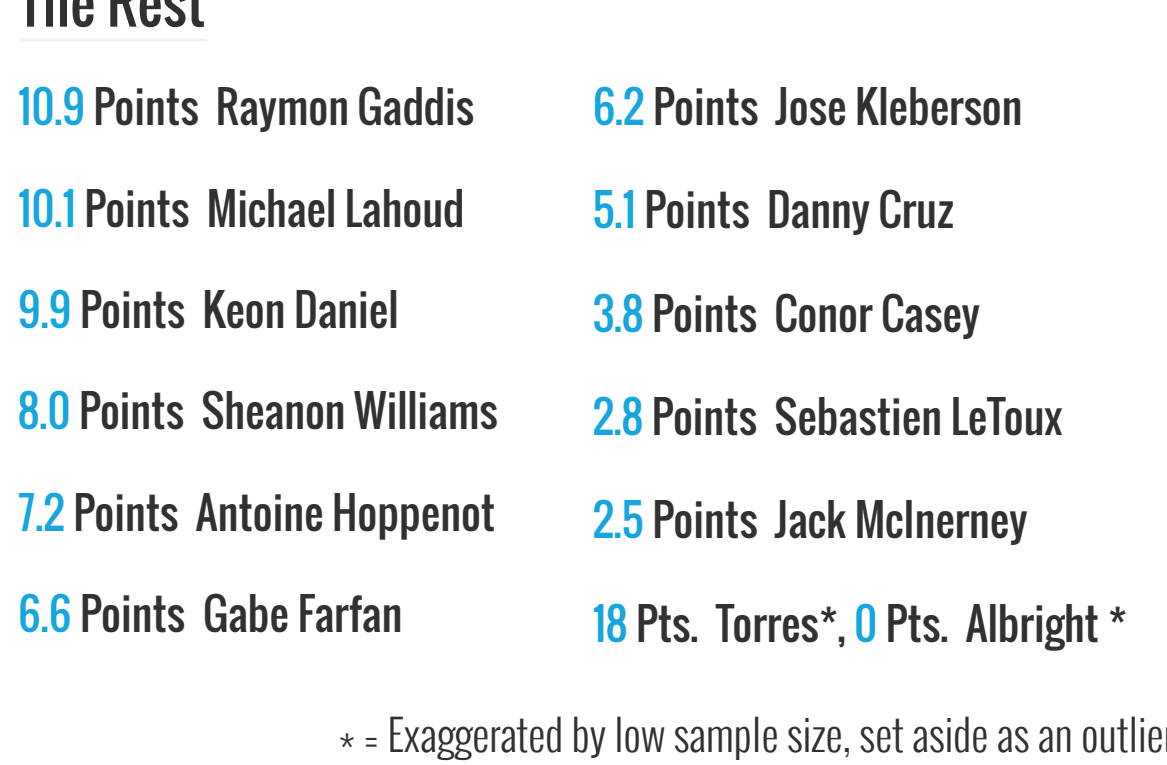 The Rest
10.9 Points Raymon Gaddis
10.1 Points Michael Lahoud
9.9 Points Keon Daniel
8.0 Points Sheanon Williams
7.2 Points Antoine Hoppenot
6.6 Points Gabe Farfan
6.2 Points Jose Kleberson
5.1 Points Danny Cruz
3.8 Points Conor Casey
2.8 Points Sebastien LeToux
2.5 Points Jack McInerney
18 Pts. Torres*, 0 Pts. Albright *
* = Exaggerated by low sample size, set aside as an outlier